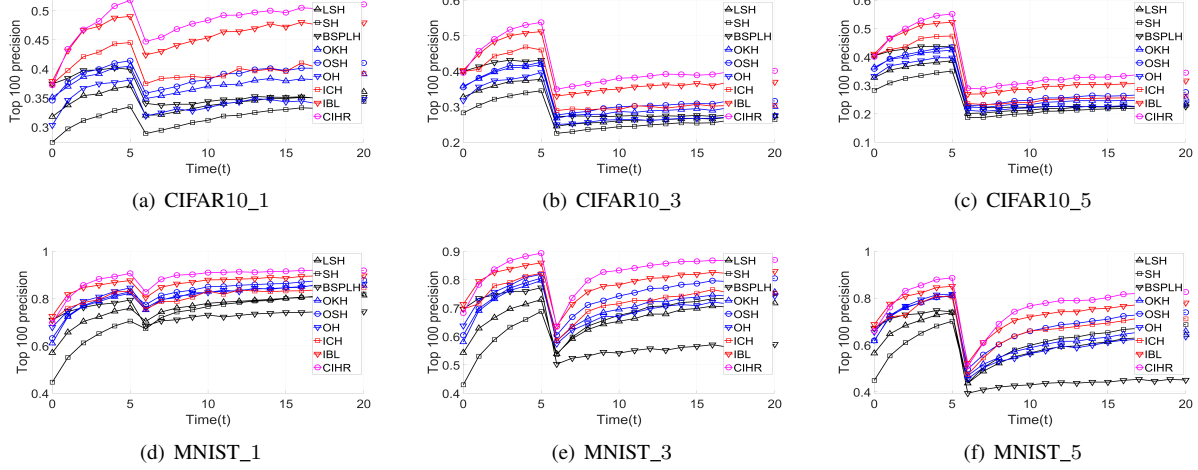 Top 100 precision
0.5
0.45
0.4
0.35
0.3
0 5 10 15 20
Time(t)
LSH
SH
BSPLH
OKH
OSH
OH
ICH
IBL
CIHR
(a) CIFAR10_1
Top 100 precision
0.5
0.4
0.3
0.2
0 5 10 15 20
Time(t)
LSH
SH
BSPLH
OKH
OSH
OH
ICH
IBL
CIHR
(b) CIFAR10_3
Top 100 precision
0.6
0.5
0.4
0.3
0.2
0.1
0 5 10 15 20
Time(t)
LSH
SH
BSPLH
OKH
OSH
OH
ICH
IBL
CIHR
(c) CIFAR10_5
Top 100 precision
1
0.8
0.6
0.4
0 5 10 15 20
Time(t)
LSH
SH
BSPLH
OKH
OSH
OH
ICH
IBL
CIHR
(d) MNIST_1
Top 100 precision
0.9
0.8
0.7
0.6
0.5
0.4
0 5 10 15 20
Time(t)
LSH
SH
BSPLH
OKH
OSH
OH
ICH
IBL
CIHR
(e) MNIST_3
Top 100 precision
1
0.8
0.6
0.4
0 5 10 15 20
Time(t)
LSH
SH
BSPLH
OKH
OSH
OH
ICH
IBL
CIHR
(f) MNIST_5